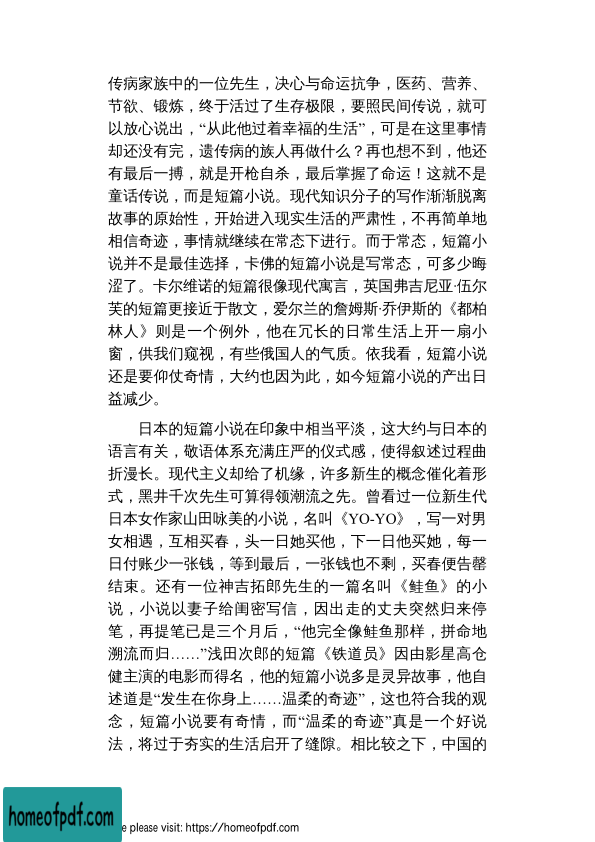 传病家族中的一位先生，决心与命运抗争，医药、营养、
节欲、锻炼，终于活过了生存极限，要照民间传说，就可
以放心说出，“从此他过着幸福的生活”，可是在这里事情
却还没有完，遗传病的族人再做什么？再也想不到，他还
有最后一搏，就是开枪自杀，最后掌握了命运！这就不是
童话传说，而是短篇小说。现代知识分子的写作渐渐脱离
故事的原始性，开始进入现实生活的严肃性，不再简单地
相信奇迹，事情就继续在常态下进行。而于常态，短篇小
说并不是最佳选择，卡佛的短篇小说是写常态，可多少晦
涩了。卡尔维诺的短篇很像现代寓言，英国弗吉尼亚·伍尔
芙的短篇更接近于散文，爱尔兰的詹姆斯·乔伊斯的《都柏
林人》则是一个例外，他在冗长的日常生活上开一扇小
窗，供我们窥视，有些俄国人的气质。依我看，短篇小说
还是要仰仗奇情，大约也因为此，如今短篇小说的产出日
益减少。
日本的短篇小说在印象中相当平淡，这大约与日本的
语言有关，敬语体系充满庄严的仪式感，使得叙述过程曲
折漫长。现代主义却给了机缘，许多新生的概念催化着形
式，黑井千次先生可算得领潮流之先。曾看过一位新生代
日本女作家山田咏美的小说，名叫《YO-YO》，写一对男
女相遇，互相买春，头一日她买他，下一日他买她，每一
日付账少一张钱，等到最后，一张钱也不剩，买春便告罄
结束。还有一位神吉拓郎先生的一篇名叫《鲑鱼》的小
说，小说以妻子给闺密写信，因出走的丈夫突然归来停
笔，再提笔已是三个月后，“他完全像鲑鱼那样，拼命地
溯流而归……”浅田次郎的短篇《铁道员》因由影星高仓
健主演的电影而得名，他的短篇小说多是灵异故事，他自
述道是“发生在你身上……温柔的奇迹”，这也符合我的观
念，短篇小说要有奇情，而“温柔的奇迹”真是一个好说
法，将过于夯实的生活启开了缝隙。相比较之下，中国的
homeofpdf.com
e please visit: https://homeofpdf.com